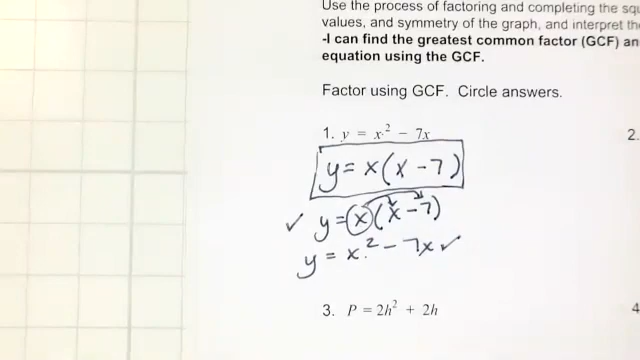 Use the process of factoring and completing the squ
values, and symmetry of the graph, and interpret the
-I can find the greatest common factor (GCF) an
equation using the GCF.
Factor using GCF. Circle answers.
1. y = x² − 7x
2.
y = x(x − 7)
✓ y = x(x − 7)
y = x² − 7x ✓
3. P = 2h² + 2h
4